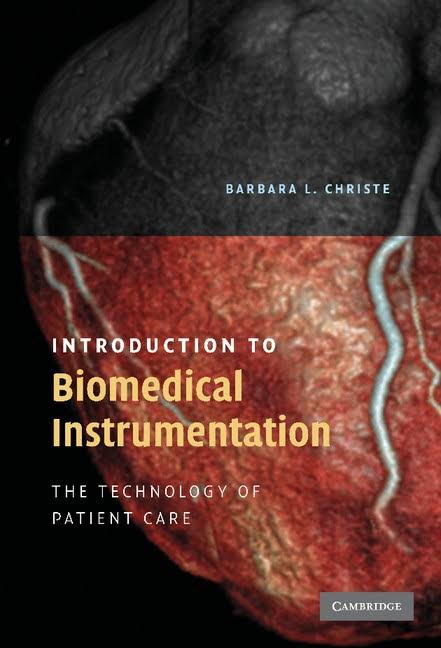 BARBARA L. CHRISTE
INTRODUCTION TO
Biomedical
Instrumentation
THE TECHNOLOGY OF
PATIENT CARE
CAMBRIDGE